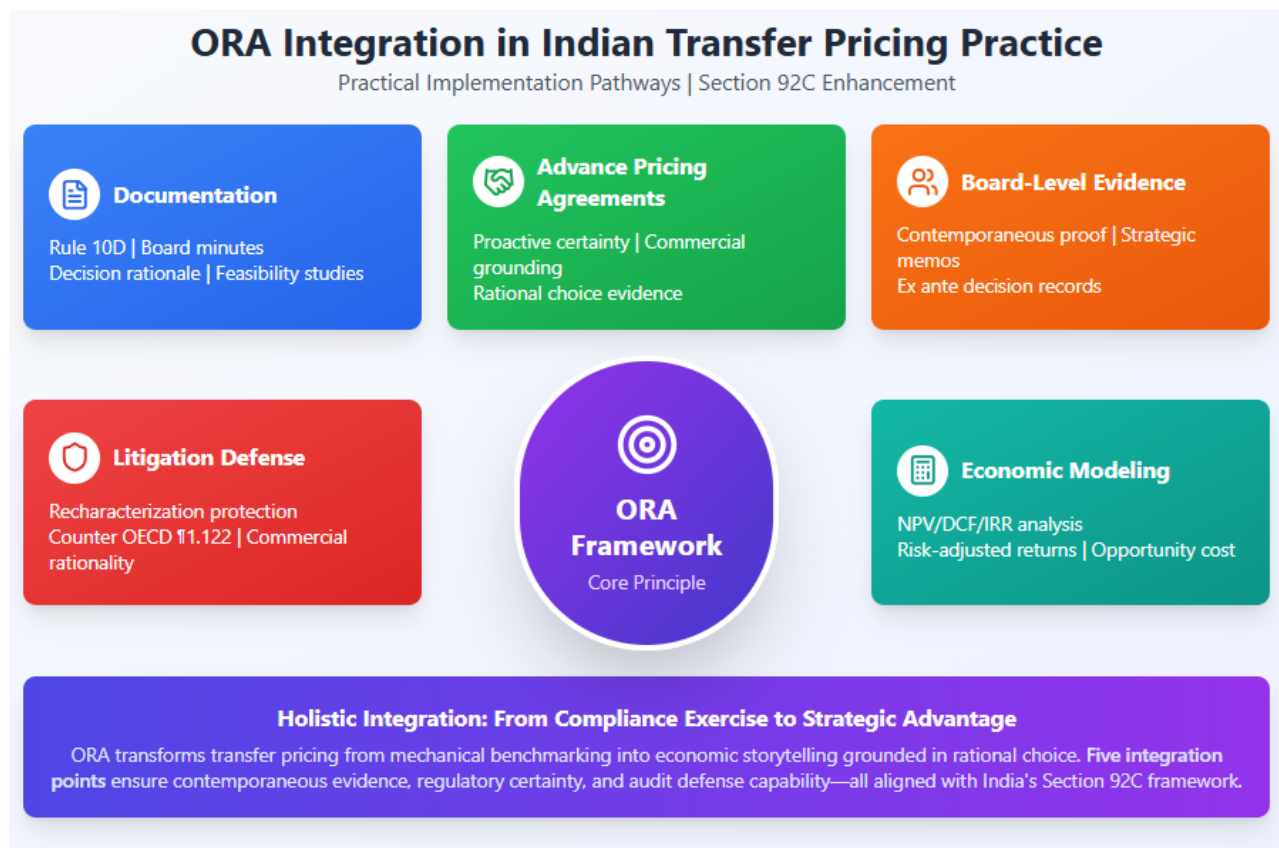 ORA Integration in Indian Transfer Pricing Practice
Practical Implementation Pathways | Section 92C Enhancement
Documentation
Rule 10D | Board minutes
Decision rationale | Feasibility studies
Advance Pricing
Agreements
Proactive certainty | Commercial
grounding
Rational choice evidence
Board-Level Evidence
Contemporaneous proof | Strategic
memos
Ex ante decision records
Litigation Defense
Recharacterization protection
Counter OECD ¶1.122 | Commercial
rationality
ORA
Framework
Core Principle
Economic Modeling
NPV/DCF/IRR analysis
Risk-adjusted returns | Opportunity cost
Holistic Integration: From Compliance Exercise to Strategic Advantage
ORA transforms transfer pricing from mechanical benchmarking into economic storytelling grounded in rational choice. Five integration
points ensure contemporaneous evidence, regulatory certainty, and audit defense capability—all aligned with India's Section 92C framework.